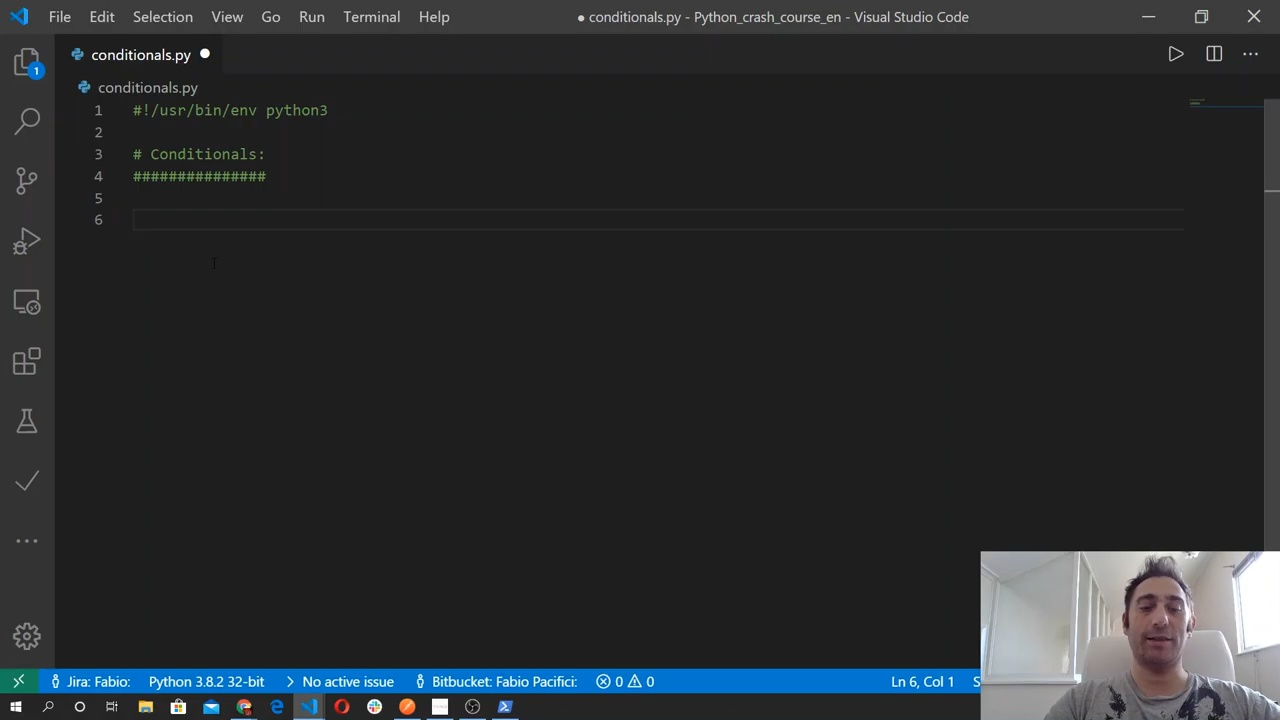 File Edit Selection View Go Run Terminal Help
● conditionals.py - Python_crash_course_en - Visual Studio Code
conditionals.py
conditionals.py
1
#!/usr/bin/env python3
1
2
3 # Conditionals:
4 ###############
5
6
Jira: Fabio: Python 3.8.2 32-bit No active issue Bitbucket: Fabio Pacifici: 0 0 Ln 6, Col 1 S